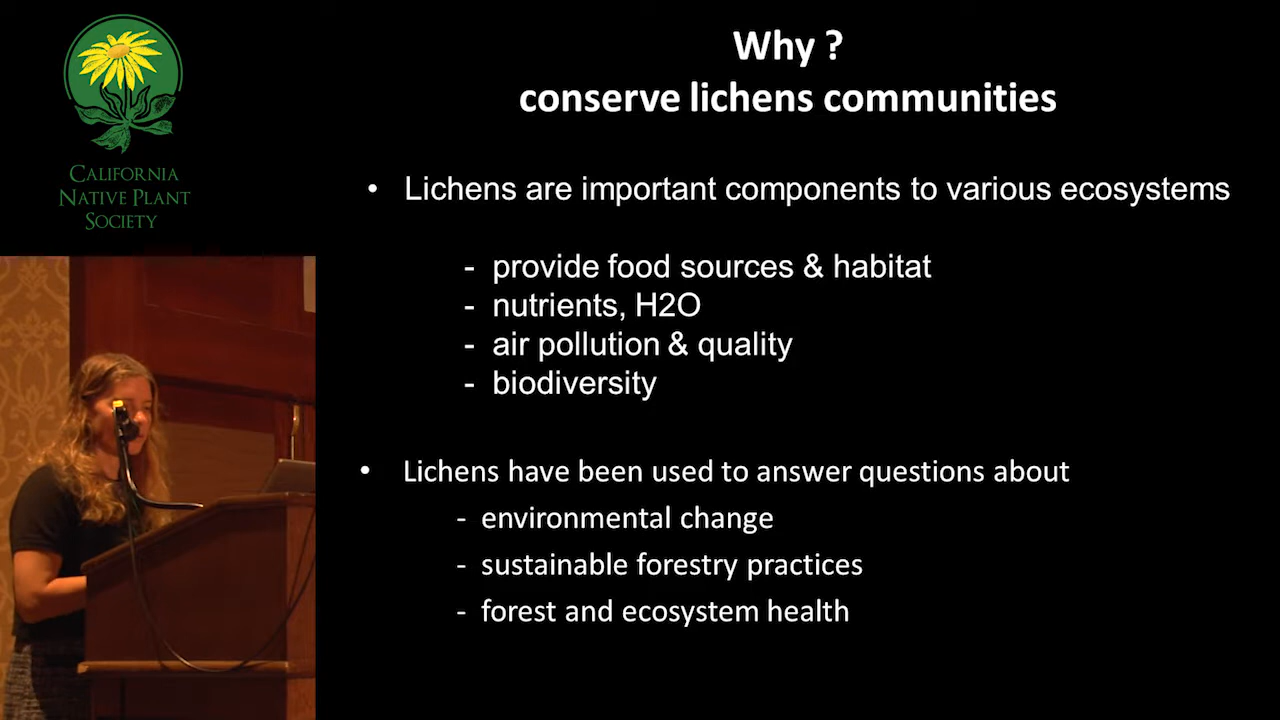 CALIFORNIA
NATIVE PLANT
SOCIETY
Why ?
conserve lichens communities
• Lichens are important components to various ecosystems
- provide food sources & habitat
- nutrients, H2O
- air pollution & quality
- biodiversity
• Lichens have been used to answer questions about
- environmental change
- sustainable forestry practices
- forest and ecosystem health